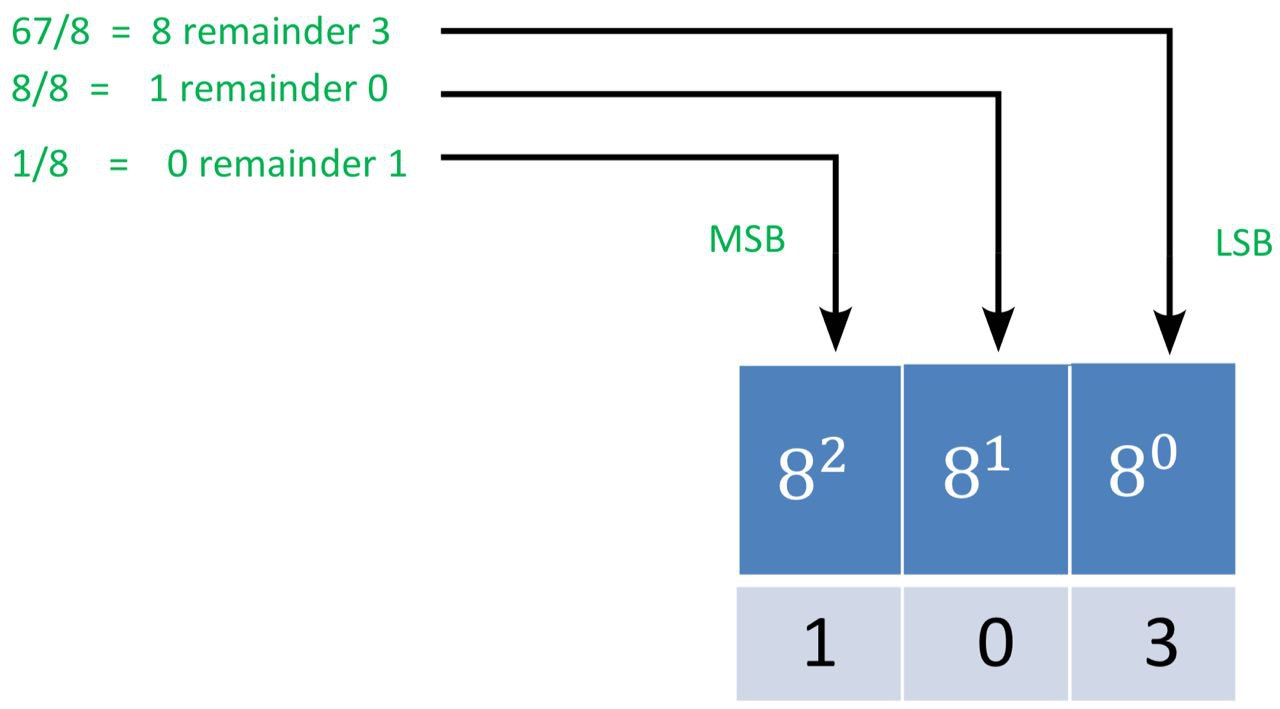 67/8 = 8 remainder 3
8/8 = 1 remainder 0
1/8 = 0 remainder 1
MSB LSB
8² 8¹ 8⁰
1 0 3